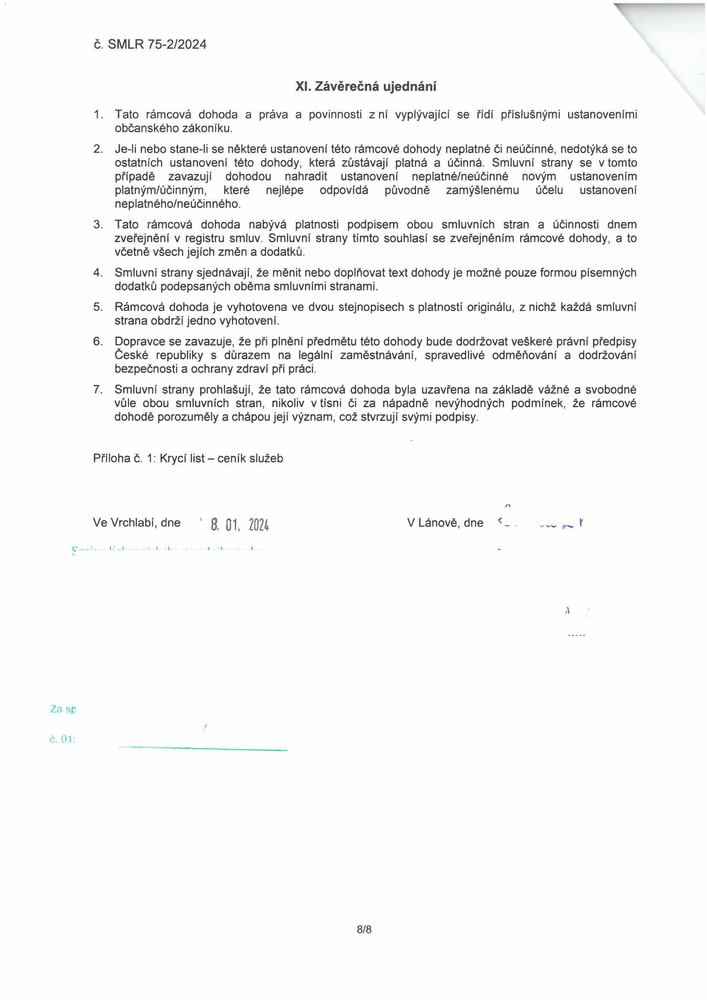 č. SMLR 75-2/2024
XI. Závěrečná ujednání
1. Tato rámcová dohoda a práva a povinnosti z ní vyplývající se řídí příslušnými ustanoveními
občanského zákoníku.
2. Je-li nebo stane-li se některé ustanovení této rámcové dohody neplatné či neúčinné, nedotýká se to
ostatních ustanovení této dohody, která zůstávají platná a účinná. Smluvní strany se v tomto
případě zavazují dohodou nahradit ustanovení neplatné/neúčinné novým ustanovením
platným/účinným, které nejlépe odpovídá původně zamýšlenému účelu ustanovení
neplatného/neúčinného.
3. Tato rámcová dohoda nabývá platnosti podpisem obou smluvních stran a účinnosti dnem
zveřejnění v registru smluv. Smluvní strany tímto souhlasí se zveřejněním rámcové dohody, a to
včetně všech jejích změn a dodatků.
4. Smluvní strany sjednávají, že měnit nebo doplňovat text dohody je možné pouze formou písemných
dodatků podepsaných oběma smluvními stranami.
5. Rámcová dohoda je vyhotovena ve dvou stejnopisech s platností originálu, z nichž každá smluvní
strana obdrží jedno vyhotovení.
6. Dopravce se zavazuje, že při plnění předmětu této dohody bude dodržovat veškeré právní předpisy
České republiky s důrazem na legální zaměstnávání, spravedlivé odměňování a dodržování
bezpečnosti a ochrany zdraví při práci.
7. Smluvní strany prohlašují, že tato rámcová dohoda byla uzavřena na základě vážné a svobodné
vůle obou smluvních stran, nikoliv v tísni či za nápadně nevýhodných podmínek, že rámcové
dohodě porozuměly a chápou její význam, což stvrzují svými podpisy.
Příloha č. 1: Krycí list – ceník služeb
Ve Vrchlabí, dne 8. 01. 2024
V Lánově, dne
.....
Za sp
č. 01:
8/8